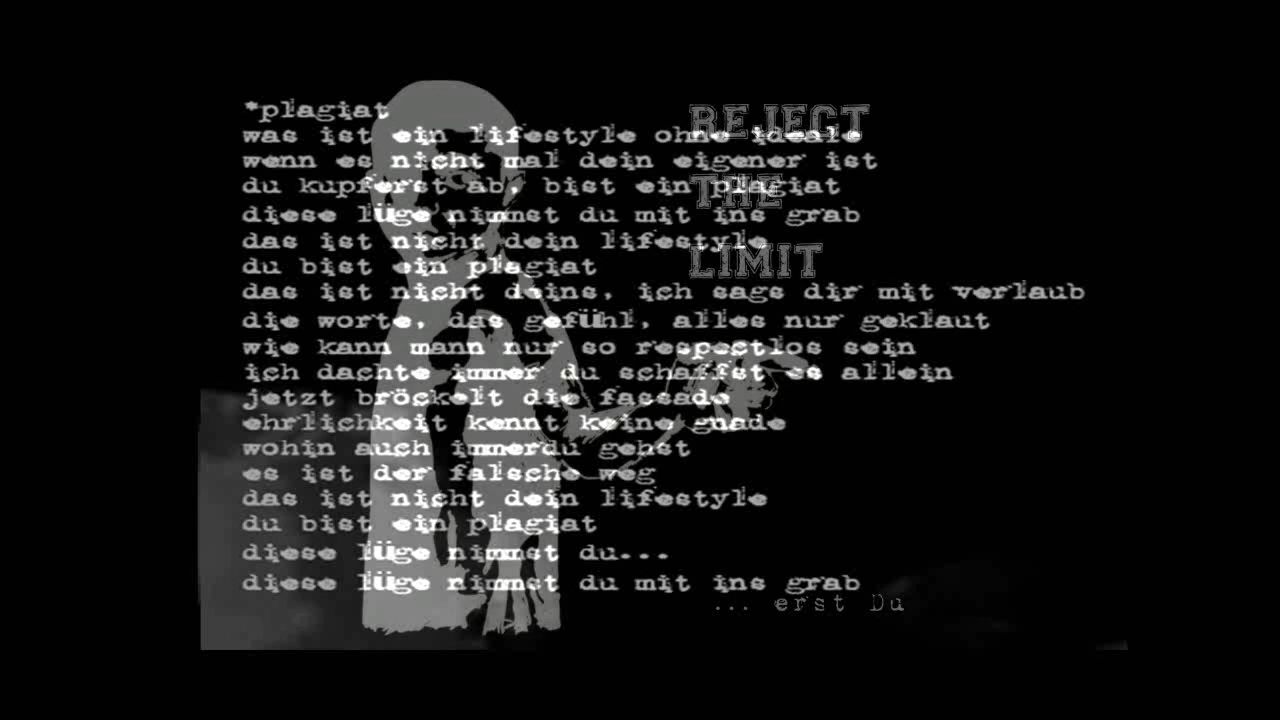 *plagiat
was ist ein lifestyle ohne ideale
wenn es nicht mal dein eigener ist
du kupferst ab, bist ein plagiat
diese lüge nimmst du mit ins grab
das ist nicht dein lifestyle
du bist ein plagiat
das ist nicht deins, ich sags dir mit verlaub
die worte, das gefühl, alles nur geklaut
wie kann mann nur so respectlos sein
ich dachte immer du schaffst es allein
jetzt bröckelt die fassade
ehrlichkeit kennt keine gnade
wohin auch immerdu gehst
es ist der falsche weg
das ist nicht dein lifestyle
du bist ein plagiat
diese lüge nimmst du...
diese lüge nimmst du mit ins grab
REJECT
THE
LIMIT
... erst Du